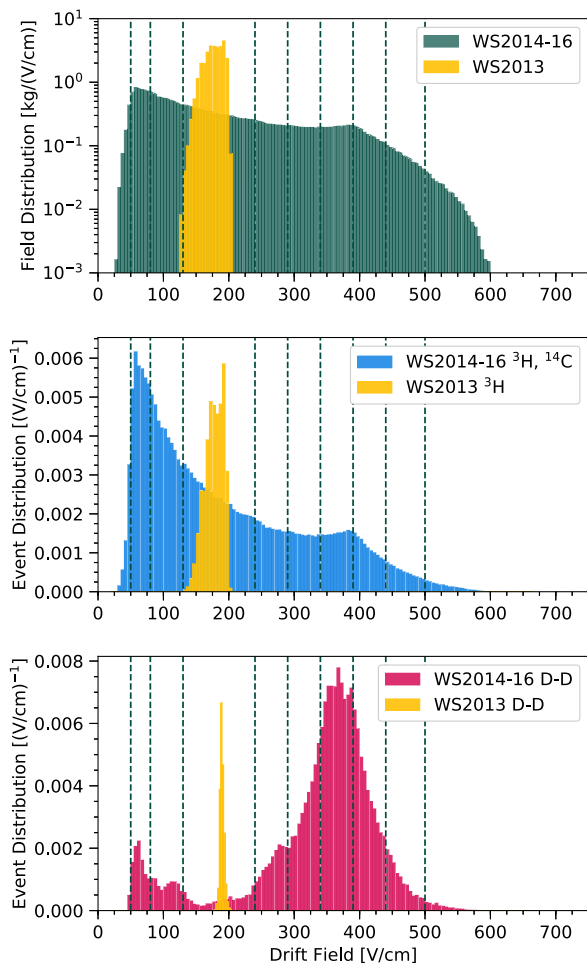 Field Distribution [kg/(V/cm)]
10¹
10⁰
10⁻¹
10⁻²
10⁻³
WS2014-16
WS2013
0 100 200 300 400 500 600 700
Event Distribution [(V/cm)⁻¹]
0.006
0.005
0.004
0.003
0.002
0.001
0.000
WS2014-16 ³H, ¹⁴C
WS2013 ³H
0 100 200 300 400 500 600 700
Event Distribution [(V/cm)⁻¹]
0.008
0.006
0.004
0.002
0.000
WS2014-16 D-D
WS2013 D-D
0 100 200 300 400 500 600 700
Drift Field [V/cm]